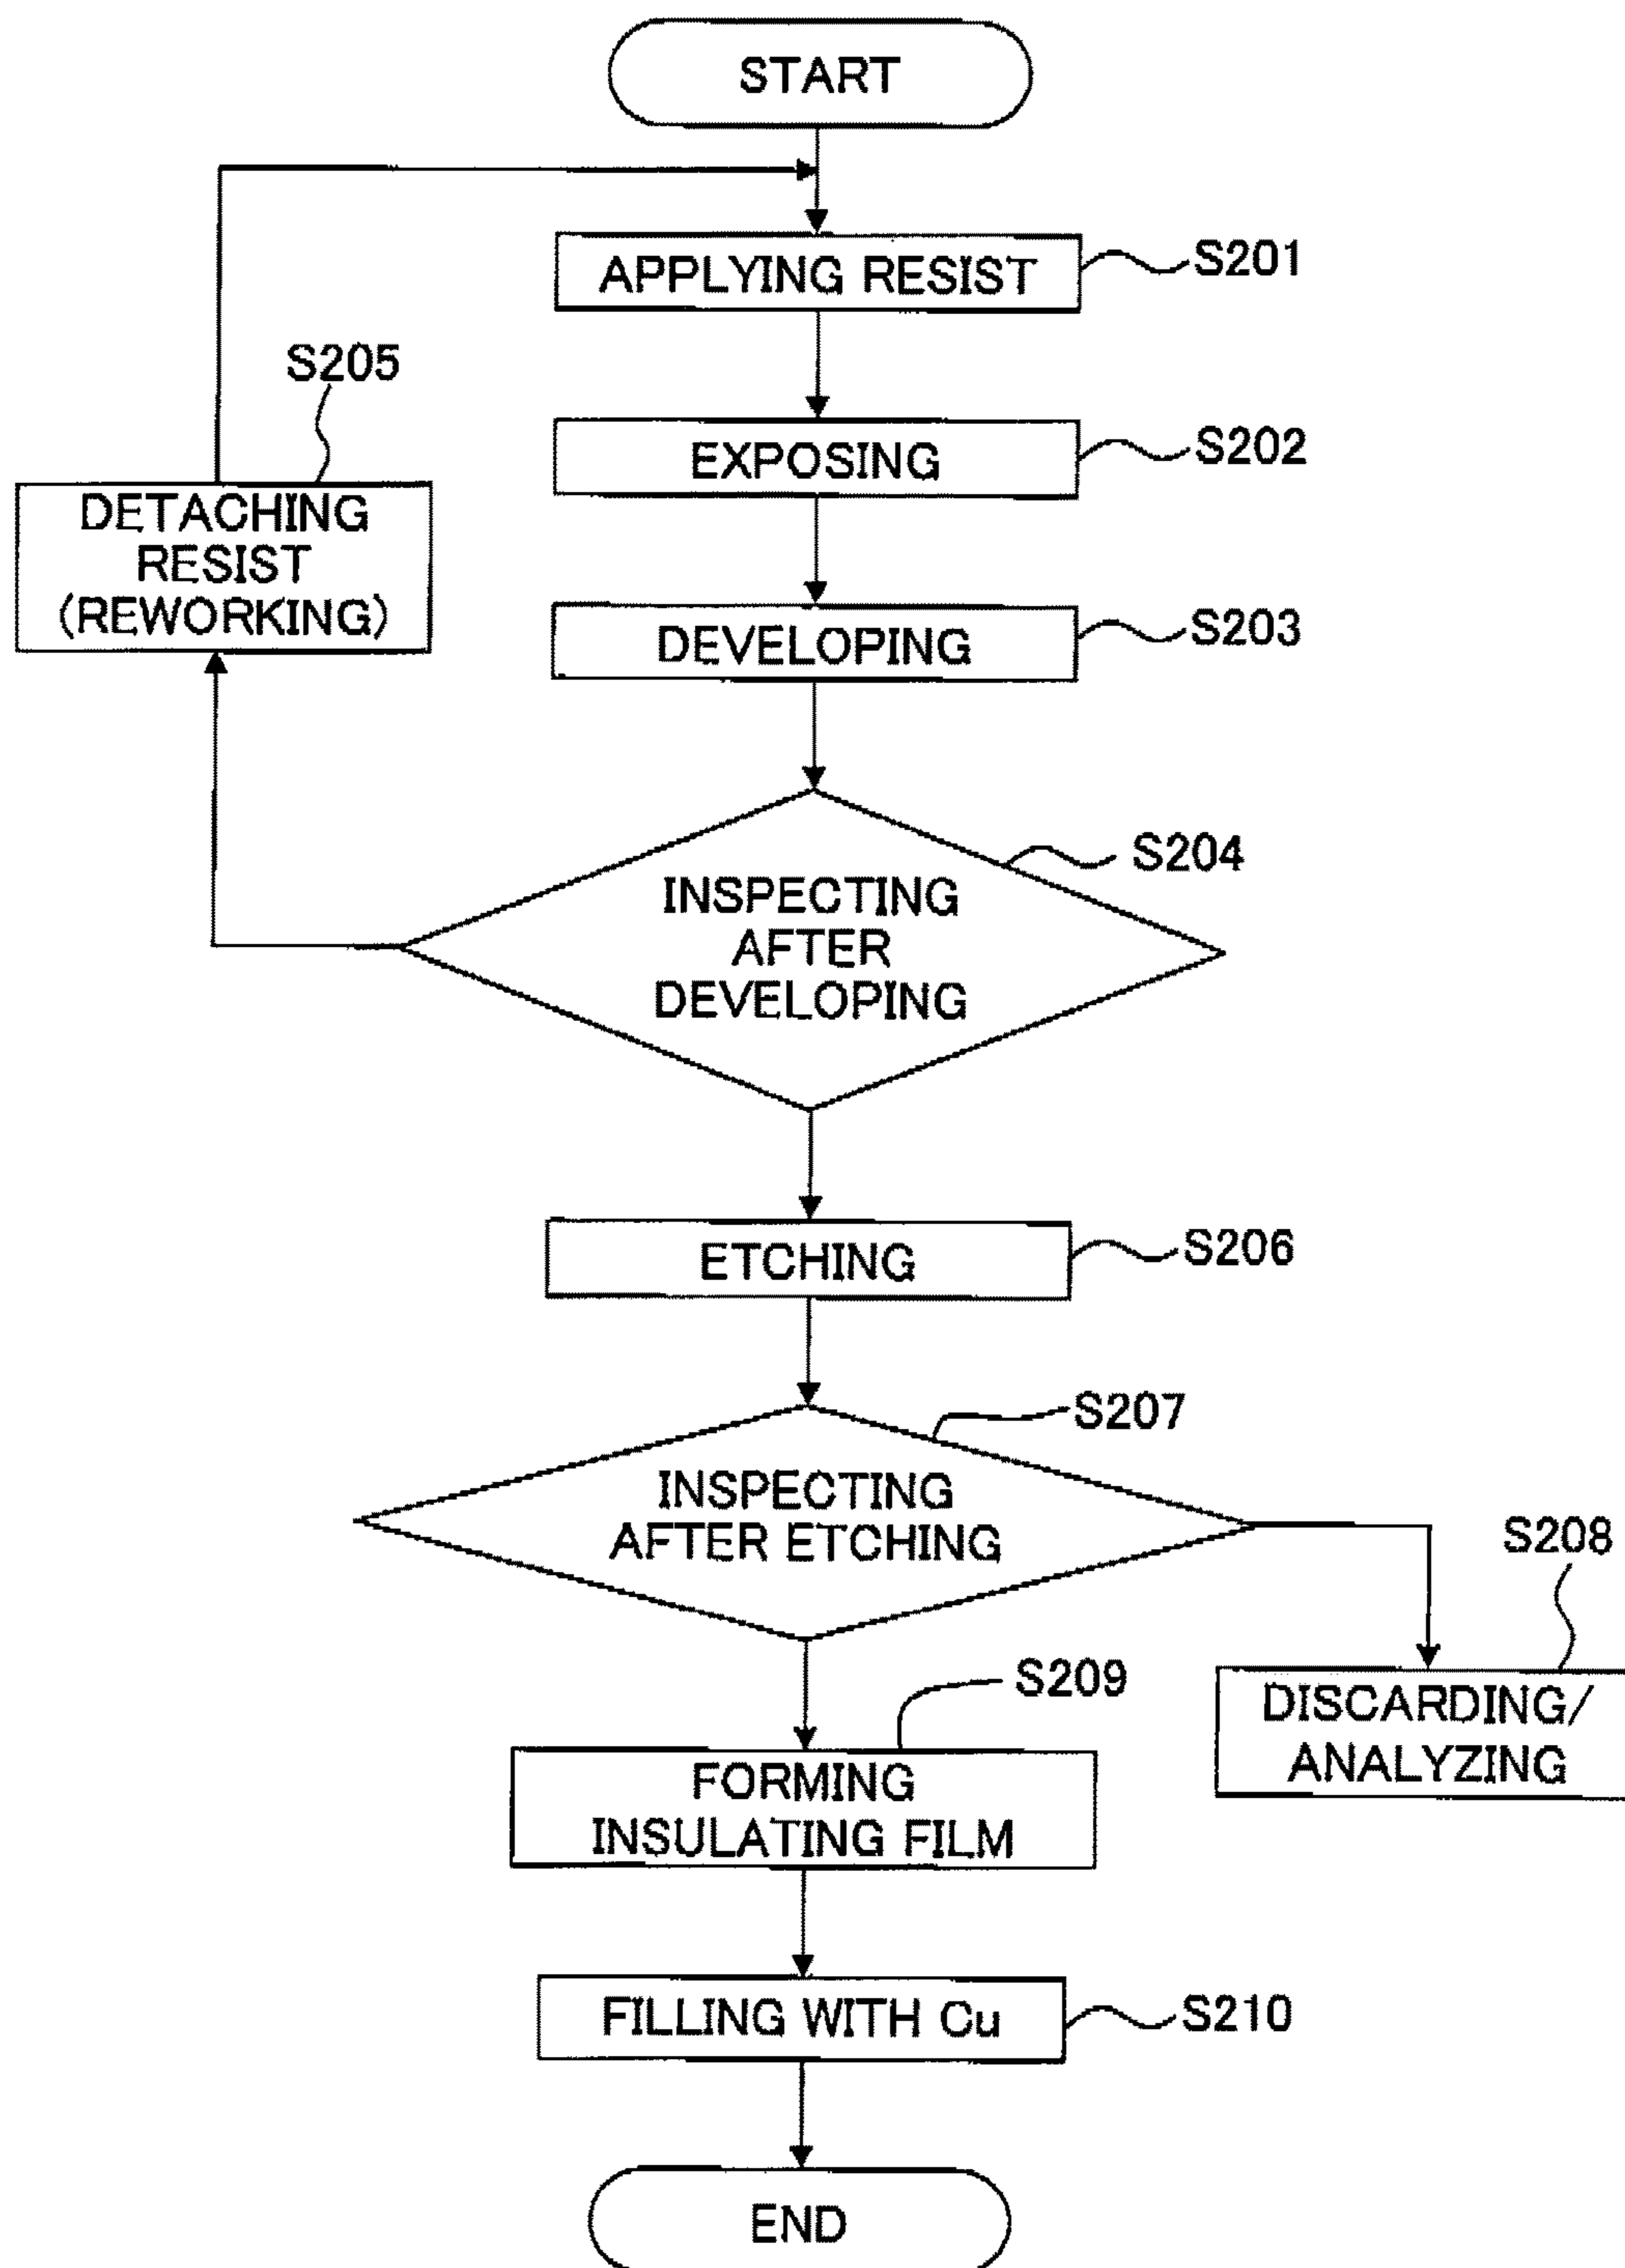 START
APPLYING RESIST
S201
S205
EXPOSING
S202
DETACHING
RESIST
(REWORKING)
DEVELOPING
S203
S204
INSPECTING
AFTER
DEVELOPING
ETCHING
S206
S207
INSPECTING
AFTER ETCHING
S208
S209
DISCARDING/
ANALYZING
FORMING
INSULATING FILM
FILLING WITH Cu
S210
END